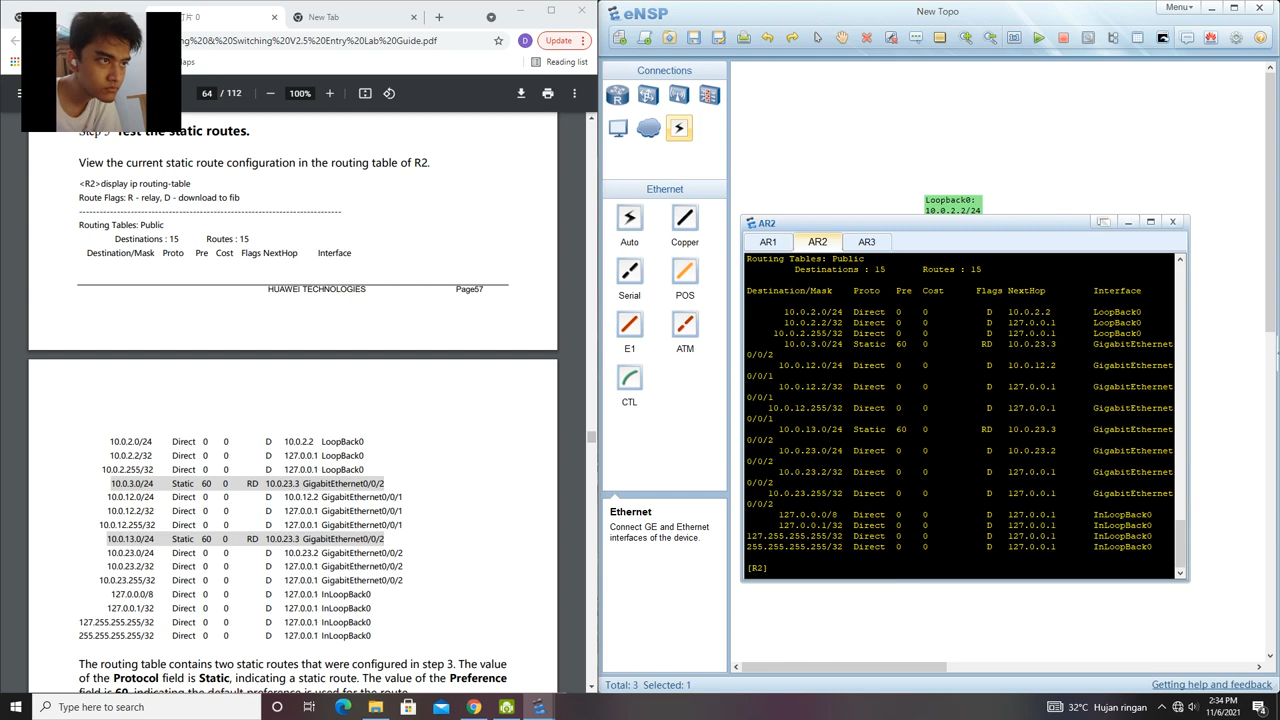 片 0
New Tab
ng%20&%20Switching%20V2.5%20Entry%20Lab%20Guide.pdf
D
Update
aps
Reading list
64 / 112
100%
Test the static routes.
View the current static route configuration in the routing table of R2.
<R2>display ip routing-table
Route Flags: R - relay, D - download to fib
--------------------------------------------------------------------------
Routing Tables: Public
Destinations : 15 Routes : 15
Destination/Mask Proto Pre Cost Flags NextHop Interface
HUAWEI TECHNOLOGIES Page57
10.0.2.0/24 Direct 0 0 D 10.0.2.2 LoopBack0
10.0.2.2/32 Direct 0 0 D 127.0.0.1 LoopBack0
10.0.2.255/32 Direct 0 0 D 127.0.0.1 LoopBack0
10.0.3.0/24 Static 60 0 RD 10.0.23.3 GigabitEthernet0/0/2
10.0.12.0/24 Direct 0 0 D 10.0.12.2 GigabitEthernet0/0/1
10.0.12.2/32 Direct 0 0 D 127.0.0.1 GigabitEthernet0/0/1
10.0.12.255/32 Direct 0 0 D 127.0.0.1 GigabitEthernet0/0/1
10.0.13.0/24 Static 60 0 RD 10.0.23.3 GigabitEthernet0/0/2
10.0.23.0/24 Direct 0 0 D 10.0.23.2 GigabitEthernet0/0/2
10.0.23.2/32 Direct 0 0 D 127.0.0.1 GigabitEthernet0/0/2
10.0.23.255/32 Direct 0 0 D 127.0.0.1 GigabitEthernet0/0/2
127.0.0.0/8 Direct 0 0 D 127.0.0.1 InLoopBack0
127.0.0.1/32 Direct 0 0 D 127.0.0.1 InLoopBack0
127.255.255.255/32 Direct 0 0 D 127.0.0.1 InLoopBack0
255.255.255.255/32 Direct 0 0 D 127.0.0.1 InLoopBack0
The routing table contains two static routes that were configured in step 3. The value
of the Protocol field is Static, indicating a static route. The value of the Preference
field is 60, indicating the default preference is used for the route.
eNSP
New Topo
Menu
Connections
Ethernet
Auto Copper
Serial POS
E1 ATM
CTL
Ethernet
Connect GE and Ethernet
interfaces of the device.
Loopback0:
10.0.2.2/24
AR2
AR1 AR2 AR3
Routing Tables: Public
Destinations : 15 Routes : 15
Destination/Mask Proto Pre Cost Flags NextHop Interface
10.0.2.0/24 Direct 0 0 D 10.0.2.2 LoopBack0
10.0.2.2/32 Direct 0 0 D 127.0.0.1 LoopBack0
10.0.2.255/32 Direct 0 0 D 127.0.0.1 LoopBack0
10.0.3.0/24 Static 60 0 RD 10.0.23.3 GigabitEthernet
0/0/2
10.0.12.0/24 Direct 0 0 D 10.0.12.2 GigabitEthernet
0/0/1
10.0.12.2/32 Direct 0 0 D 127.0.0.1 GigabitEthernet
0/0/1
10.0.12.255/32 Direct 0 0 D 127.0.0.1 GigabitEthernet
0/0/1
10.0.13.0/24 Static 60 0 RD 10.0.23.3 GigabitEthernet
0/0/2
10.0.23.0/24 Direct 0 0 D 10.0.23.2 GigabitEthernet
0/0/2
10.0.23.2/32 Direct 0 0 D 127.0.0.1 GigabitEthernet
0/0/2
10.0.23.255/32 Direct 0 0 D 127.0.0.1 GigabitEthernet
0/0/2
127.0.0.0/8 Direct 0 0 D 127.0.0.1 InLoopBack0
127.0.0.1/32 Direct 0 0 D 127.0.0.1 InLoopBack0
127.255.255.255/32 Direct 0 0 D 127.0.0.1 InLoopBack0
255.255.255.255/32 Direct 0 0 D 127.0.0.1 InLoopBack0
[R2]
Total: 3 Selected: 1
Getting help and feedback
Type here to search
32°C Hujan ringan
2:34 PM
11/6/2021